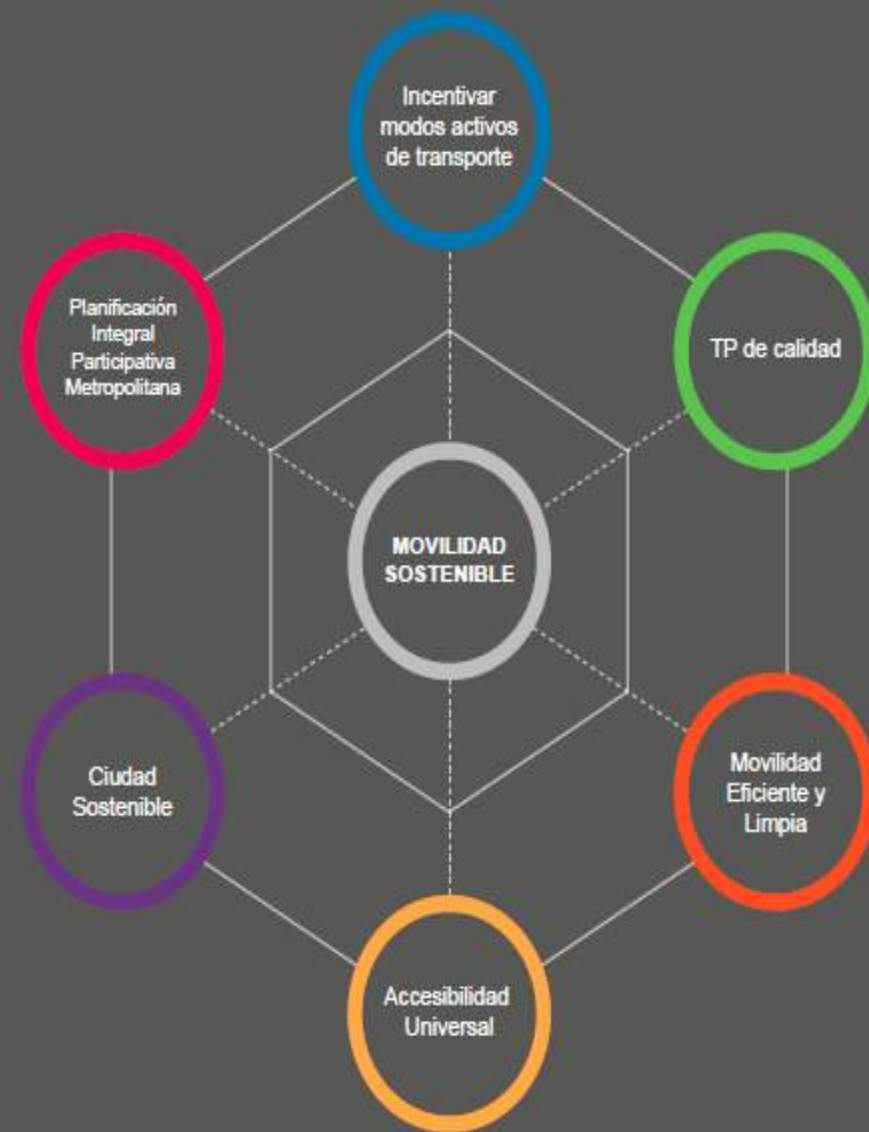 Incentivar
modos activos
de transporte
Planificación
Integral
Participativa
Metropolitana
TP de calidad
MOVILIDAD
SOSTENIBLE
Ciudad
Sostenible
Movilidad
Eficiente y
Limpia
Accesibilidad
Universal